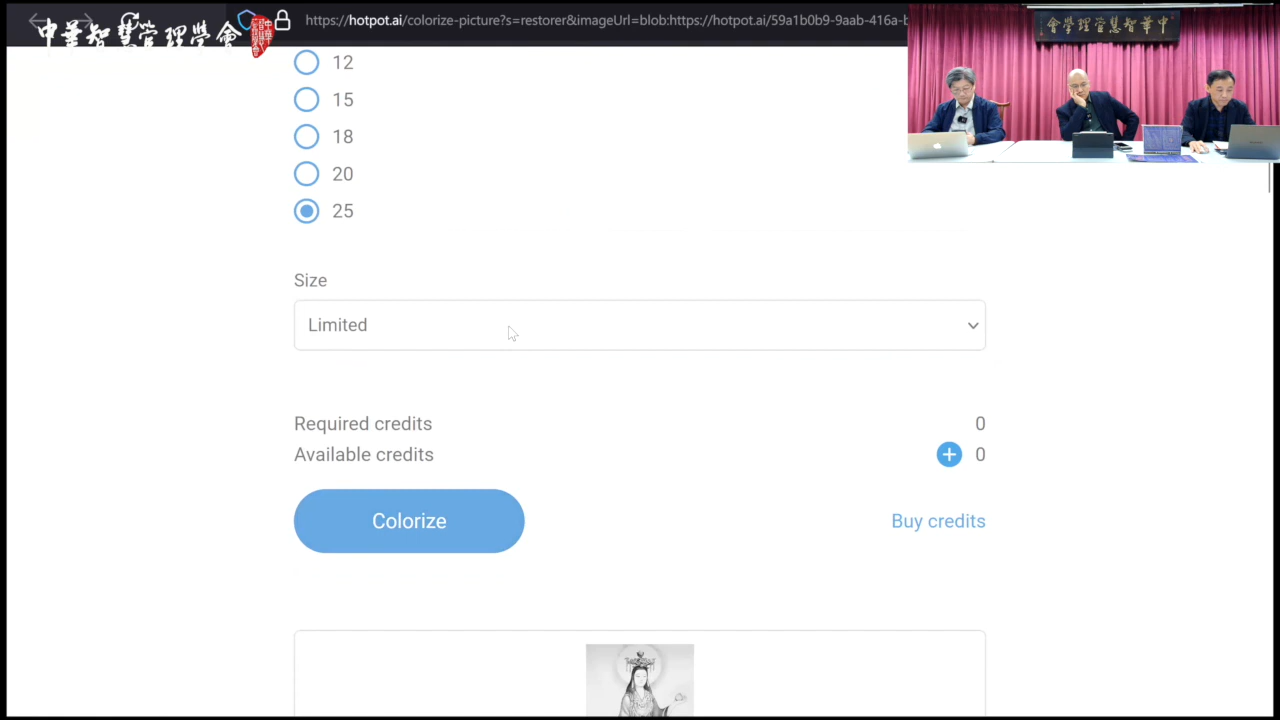 中華智慧管理學會
https://hotpot.ai/colorize-picture?s=restorer&imageUrl=blob:https://hotpot.ai/59a1b0b9-9aab-416a-b
會學理管慧智華中
12
15
18
20
25
Size
Limited
Required credits 0
Available credits 0
Colorize
Buy credits